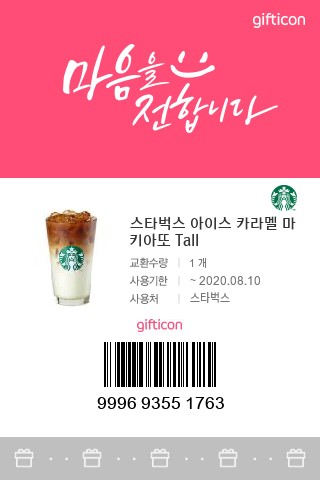 gifticon
마음을
전합니다
스타벅스 아이스 카라멜 마
키아또 Tall
교환수량 | 1 개
사용기한 | ~ 2020.08.10
사용처 | 스타벅스
gifticon
9996 9355 1763